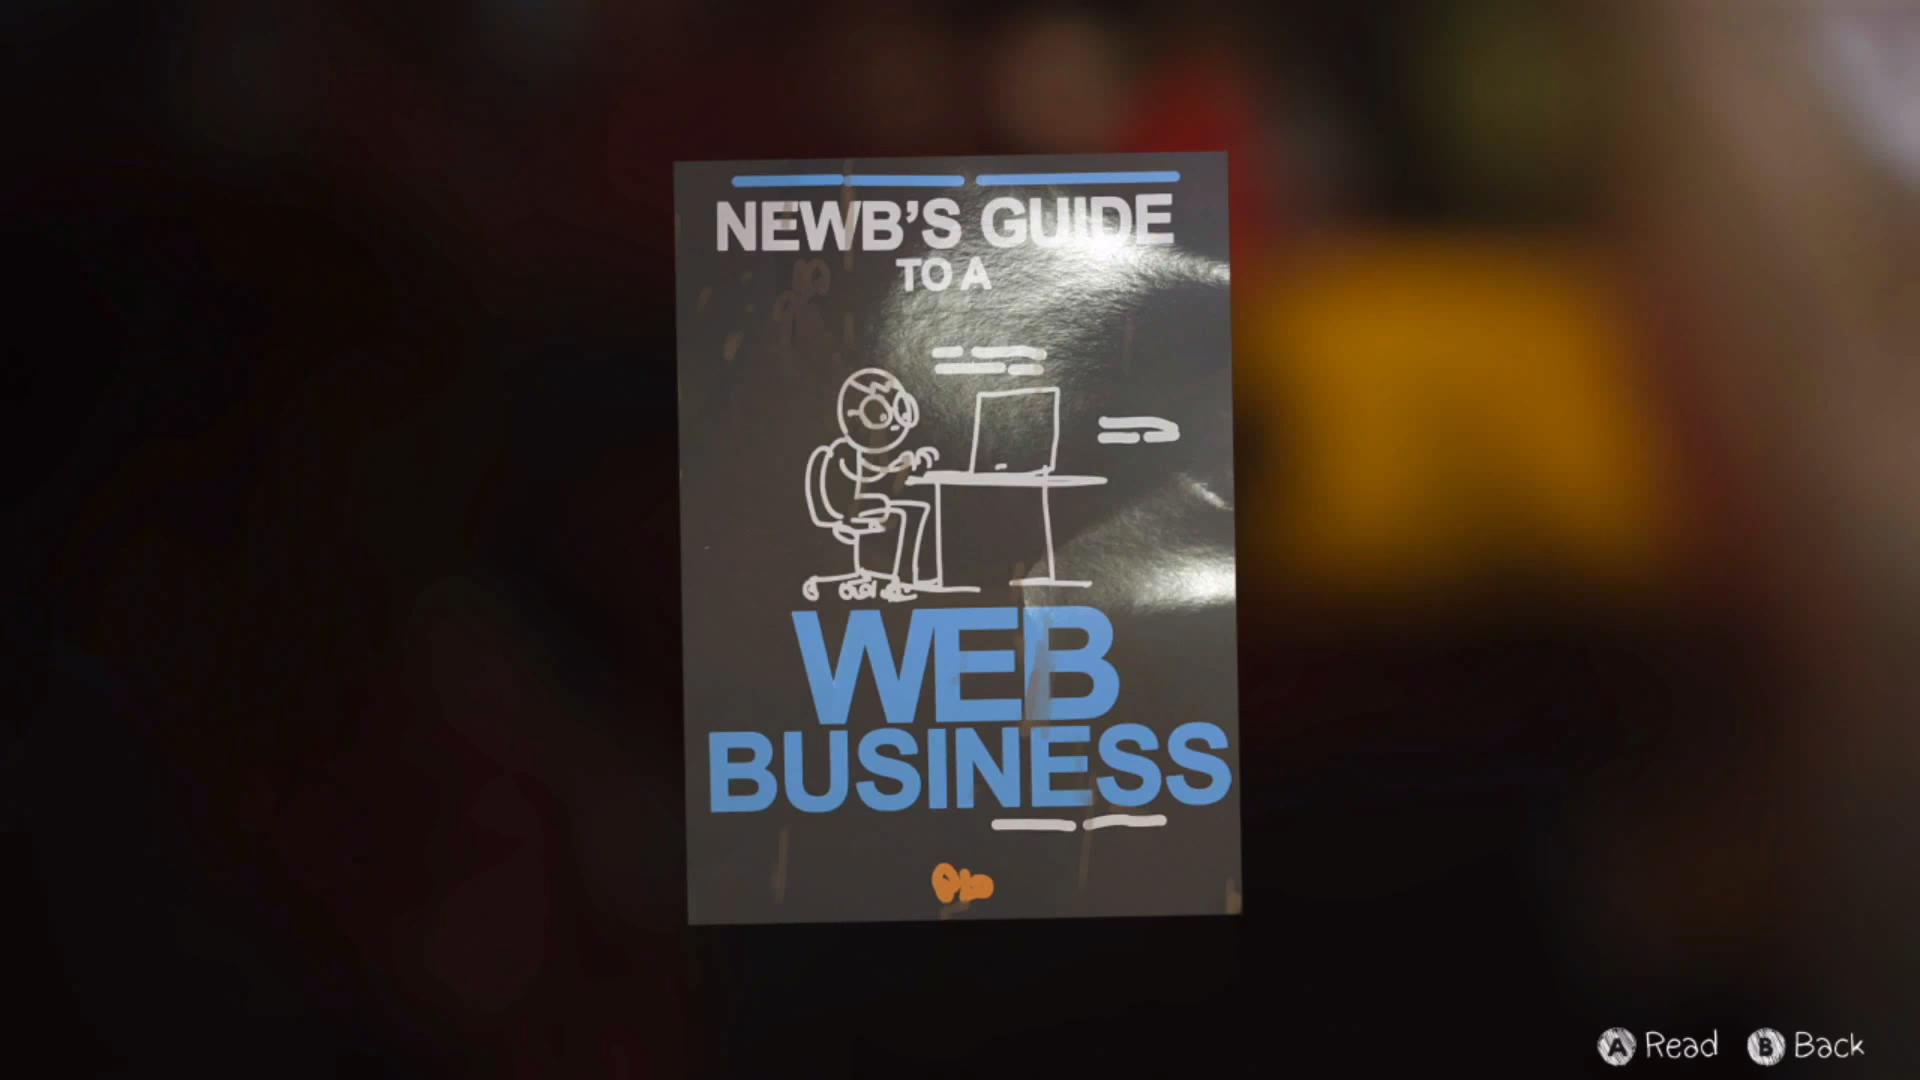 NEWB'S GUIDE
TO A
WEB
BUSINESS
A Read B Back